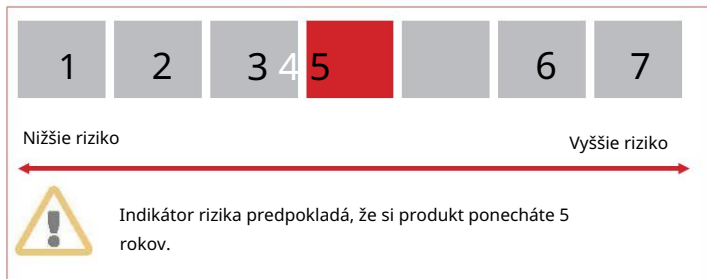 1 2 3 4 5 6 7
Nižšie riziko
Vyššie riziko
Indikátor rizika predpokladá, že si produkt ponecháte 5
rokov.